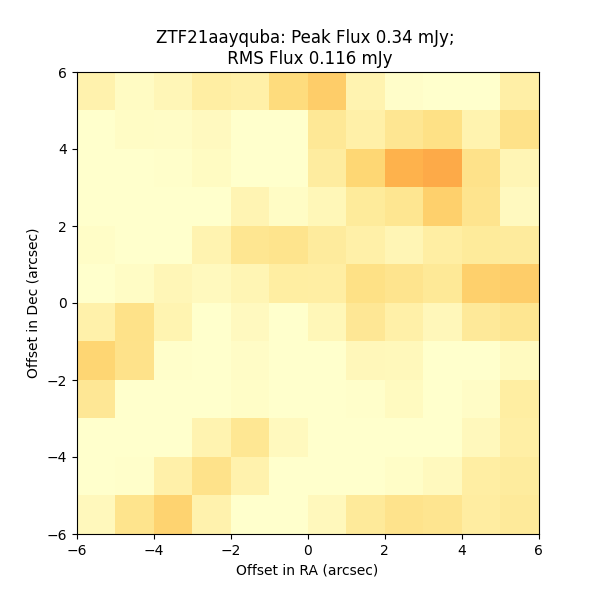 ZTF21aayquba: Peak Flux 0.34 mJy;
RMS Flux 0.116 mJy
6
4
2
0
−2
−4
−6
Offset in Dec (arcsec)
−6 −4 −2 0 2 4 6
Offset in RA (arcsec)